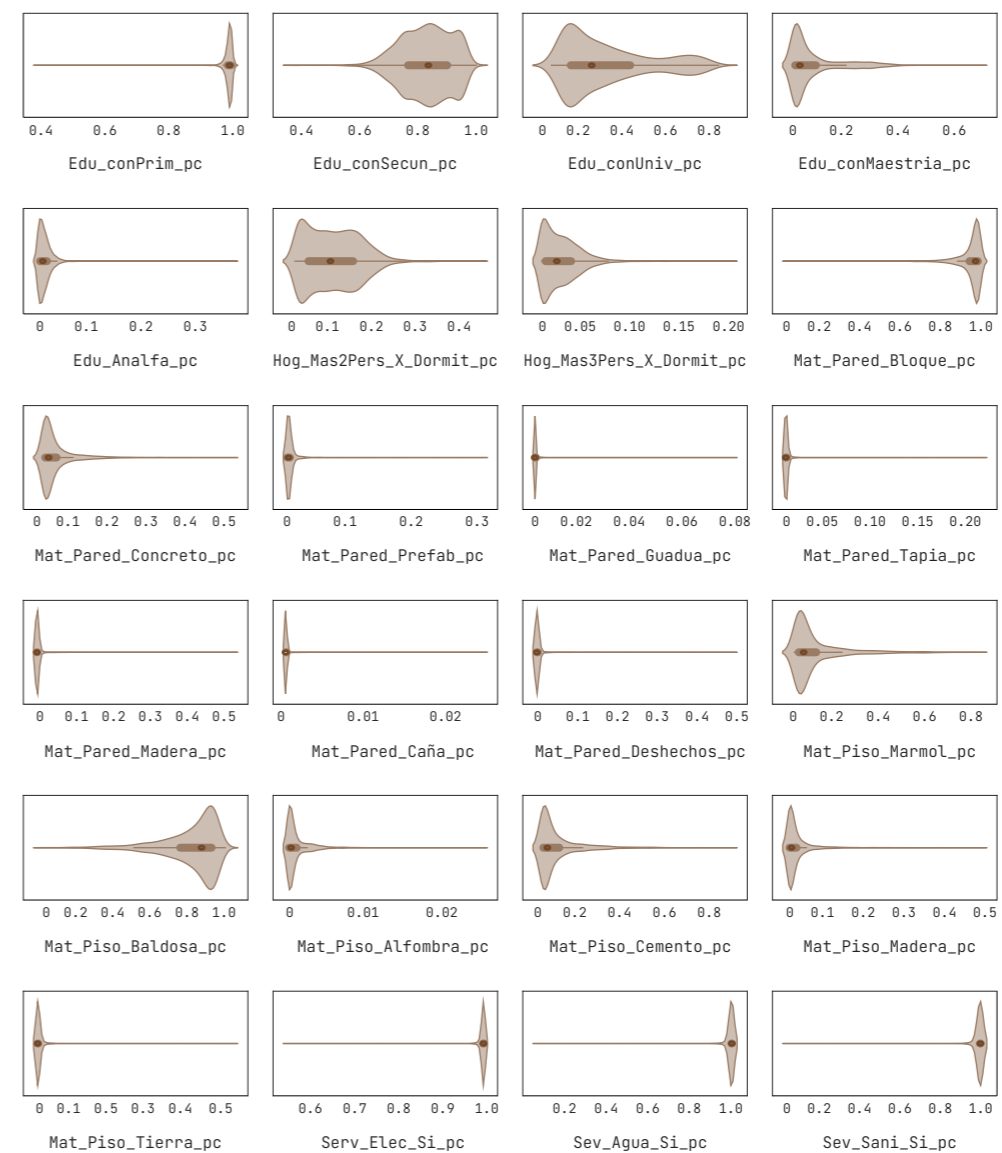 0.4 0.6 0.8 1.0 0.4 0.6 0.8 1.0 0 0.2 0.4 0.6 0.8 0 0.2 0.4 0.6
Edu_conPrim_pc Edu_conSecun_pc Edu_conUniv_pc Edu_conMaestria_pc
0 0.1 0.2 0.3 0 0.1 0.2 0.3 0.4 0 0.05 0.10 0.15 0.20 0 0.2 0.4 0.6 0.8 1.0
Edu_Analfa_pc Hog_Mas2Pers_X_Dormit_pc Hog_Mas3Pers_X_Dormit_pc Mat_Pared_Bloque_pc
0 0.1 0.2 0.3 0.4 0.5 0 0.1 0.2 0.3 0 0.02 0.04 0.06 0.08 0 0.05 0.10 0.15 0.20
Mat_Pared_Concreto_pc Mat_Pared_Prefab_pc Mat_Pared_Guadua_pc Mat_Pared_Tapia_pc
0 0.1 0.2 0.3 0.4 0.5 0 0.01 0.02 0 0.1 0.2 0.3 0.4 0.5 0 0.2 0.4 0.6 0.8
Mat_Pared_Madera_pc Mat_Pared_Caña_pc Mat_Pared_Deshechos_pc Mat_Piso_Marmol_pc
0 0.2 0.4 0.6 0.8 1.0 0 0.01 0.02 0 0.2 0.4 0.6 0.8 0 0.1 0.2 0.3 0.4 0.5
Mat_Piso_Baldosa_pc Mat_Piso_Alfombra_pc Mat_Piso_Cemento_pc Mat_Piso_Madera_pc
0 0.1 0.5 0.3 0.4 0.5 0.6 0.7 0.8 0.9 1.0 0.2 0.4 0.6 0.8 1.0 0 0.2 0.4 0.6 0.8 1.0
Mat_Piso_Tierra_pc Serv_Elec_Si_pc Sev_Agua_Si_pc Sev_Sani_Si_pc